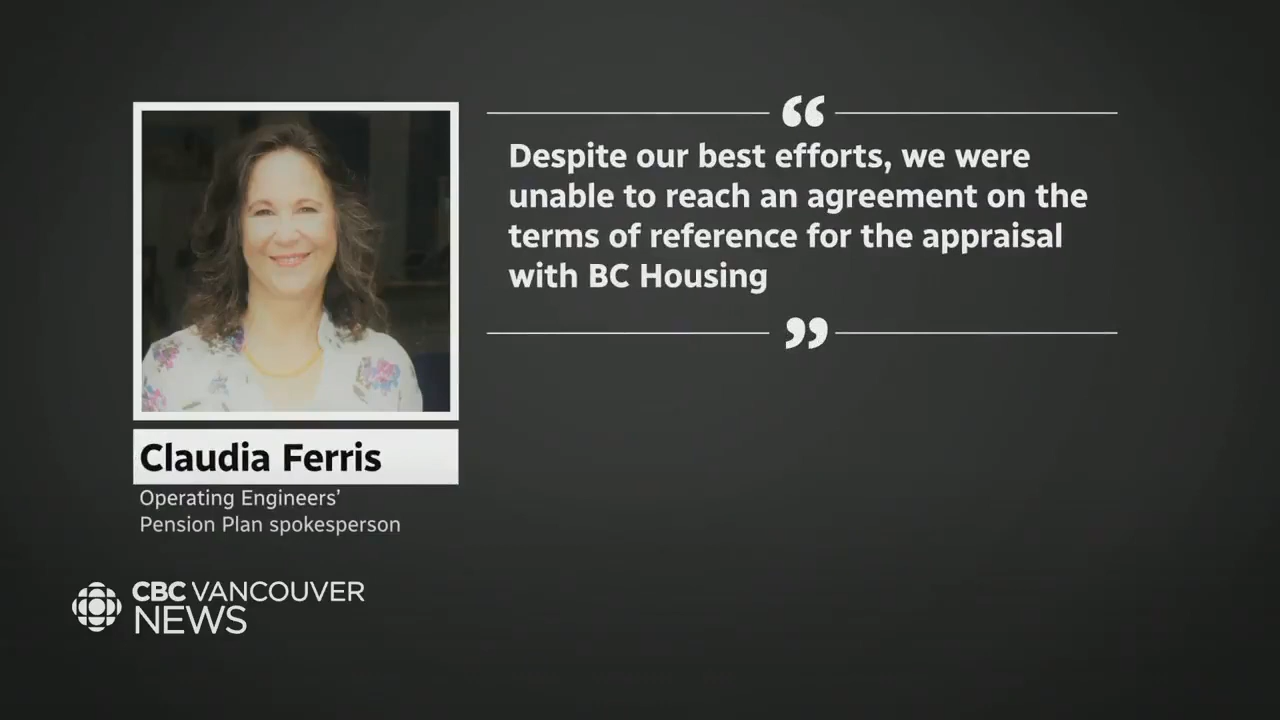 “
Despite our best efforts, we were
unable to reach an agreement on the
terms of reference for the appraisal
with BC Housing
”
Claudia Ferris
Operating Engineers’
Pension Plan spokesperson
CBC VANCOUVER
NEWS